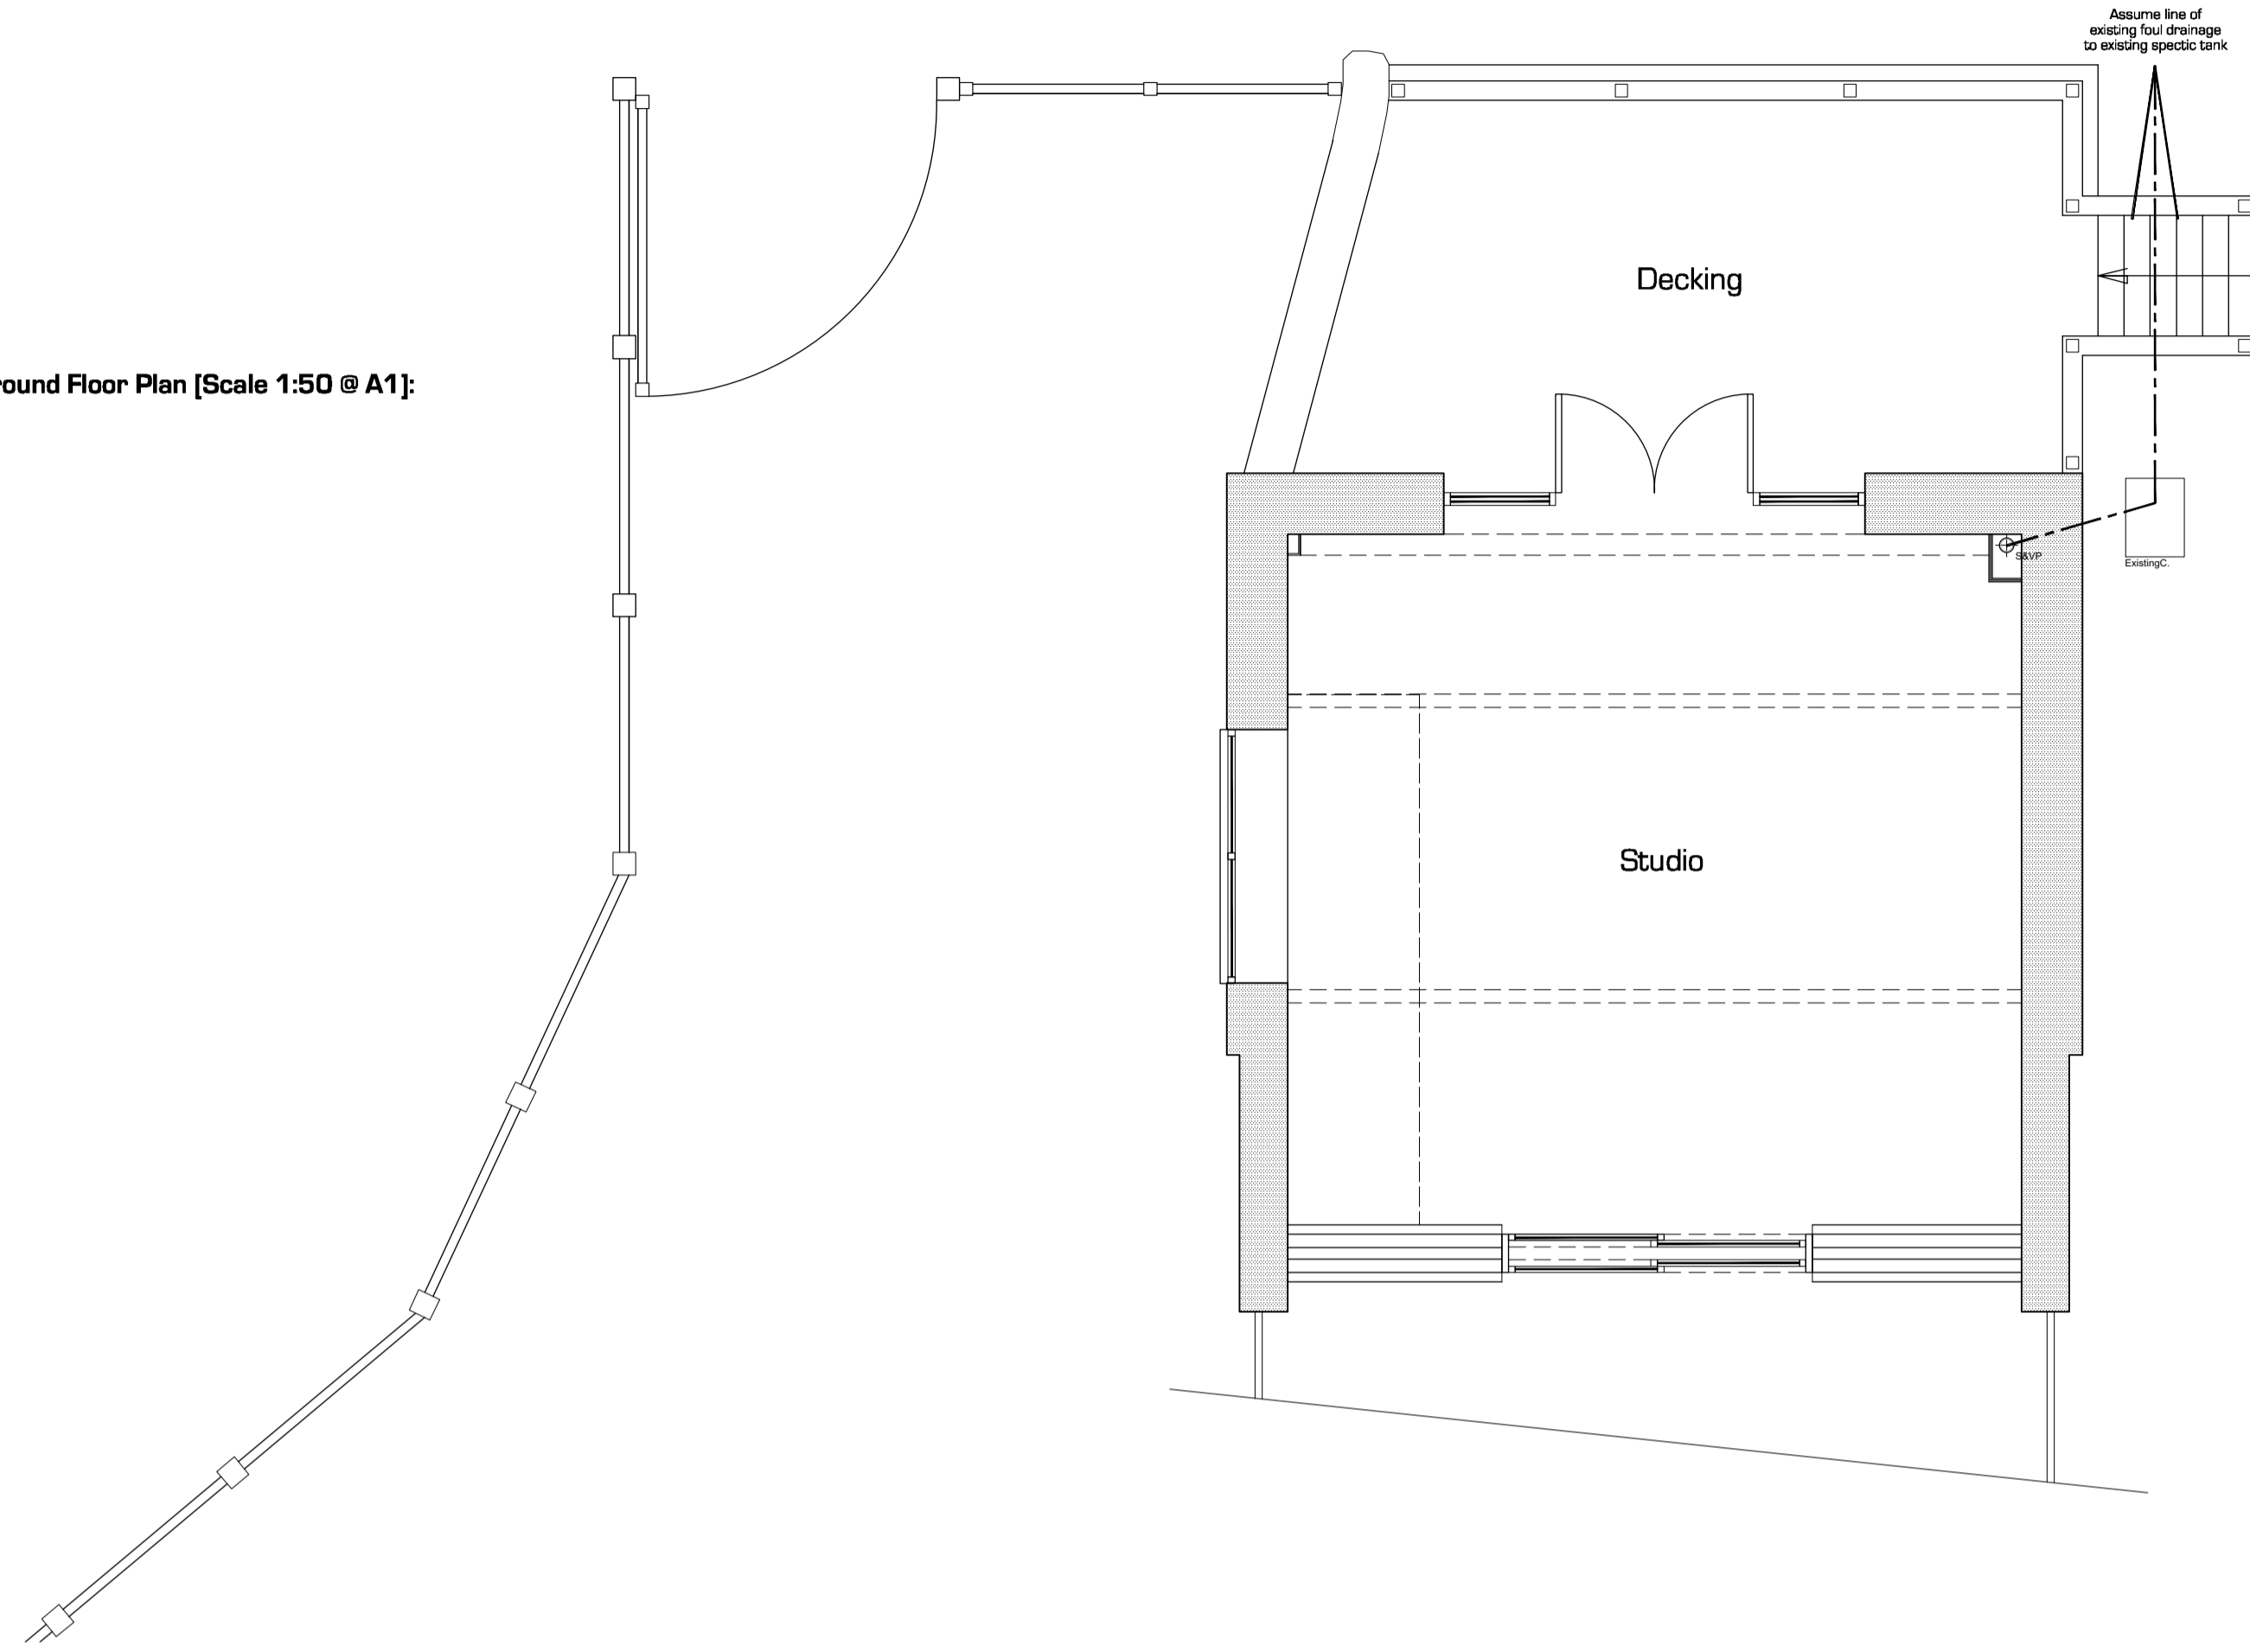 Assume line of
existing foul drainage
to existing spectic tank
Decking
round Floor Plan [Scale 1:50 @ A1]:
S&VP
ExistingC.
Studio